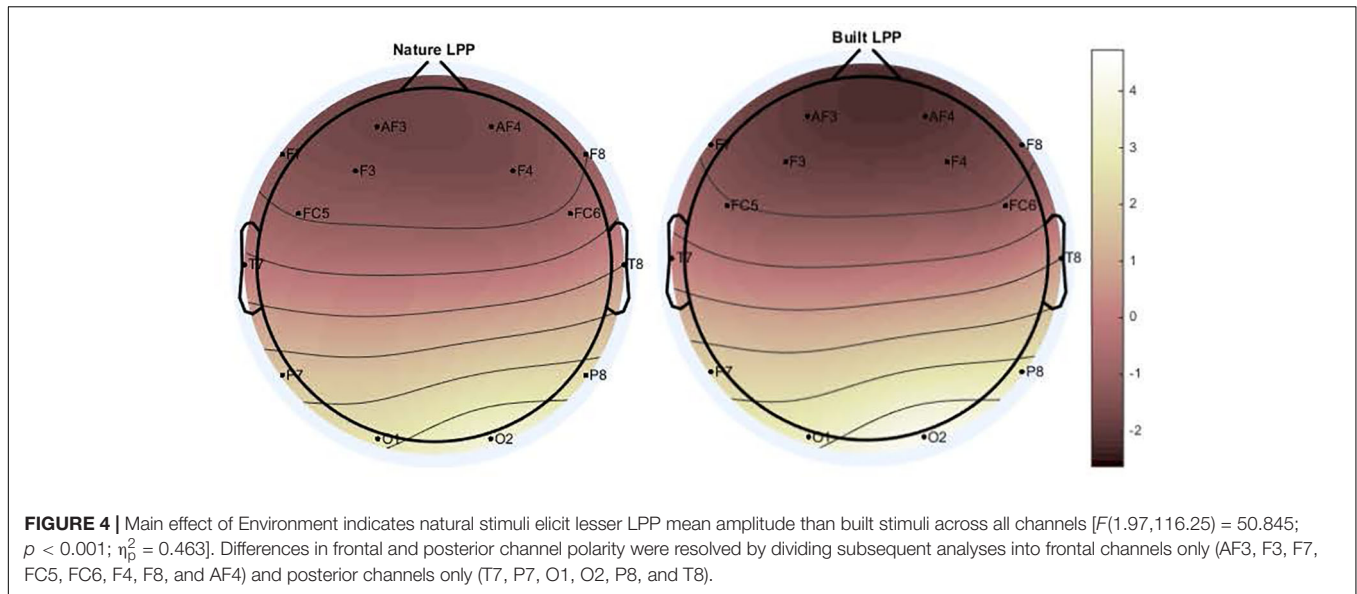 Nature LPP
AF3 AF4
F7 F8
F3 F4
FC5 FC6
T7 T8
P7 P8
O1 O2
Built LPP
AF3 AF4
F7 F8
F3 F4
FC5 FC6
T7 T8
P7 P8
O1 O2
4
3
2
1
0
-1
-2
FIGURE 4 | Main effect of Environment indicates natural stimuli elicit lesser LPP mean amplitude than built stimuli across all channels [F(1.97,116.25) = 50.845;
p < 0.001; η²p = 0.463]. Differences in frontal and posterior channel polarity were resolved by dividing subsequent analyses into frontal channels only (AF3, F3, F7,
FC5, FC6, F4, F8, and AF4) and posterior channels only (T7, P7, O1, O2, P8, and T8).